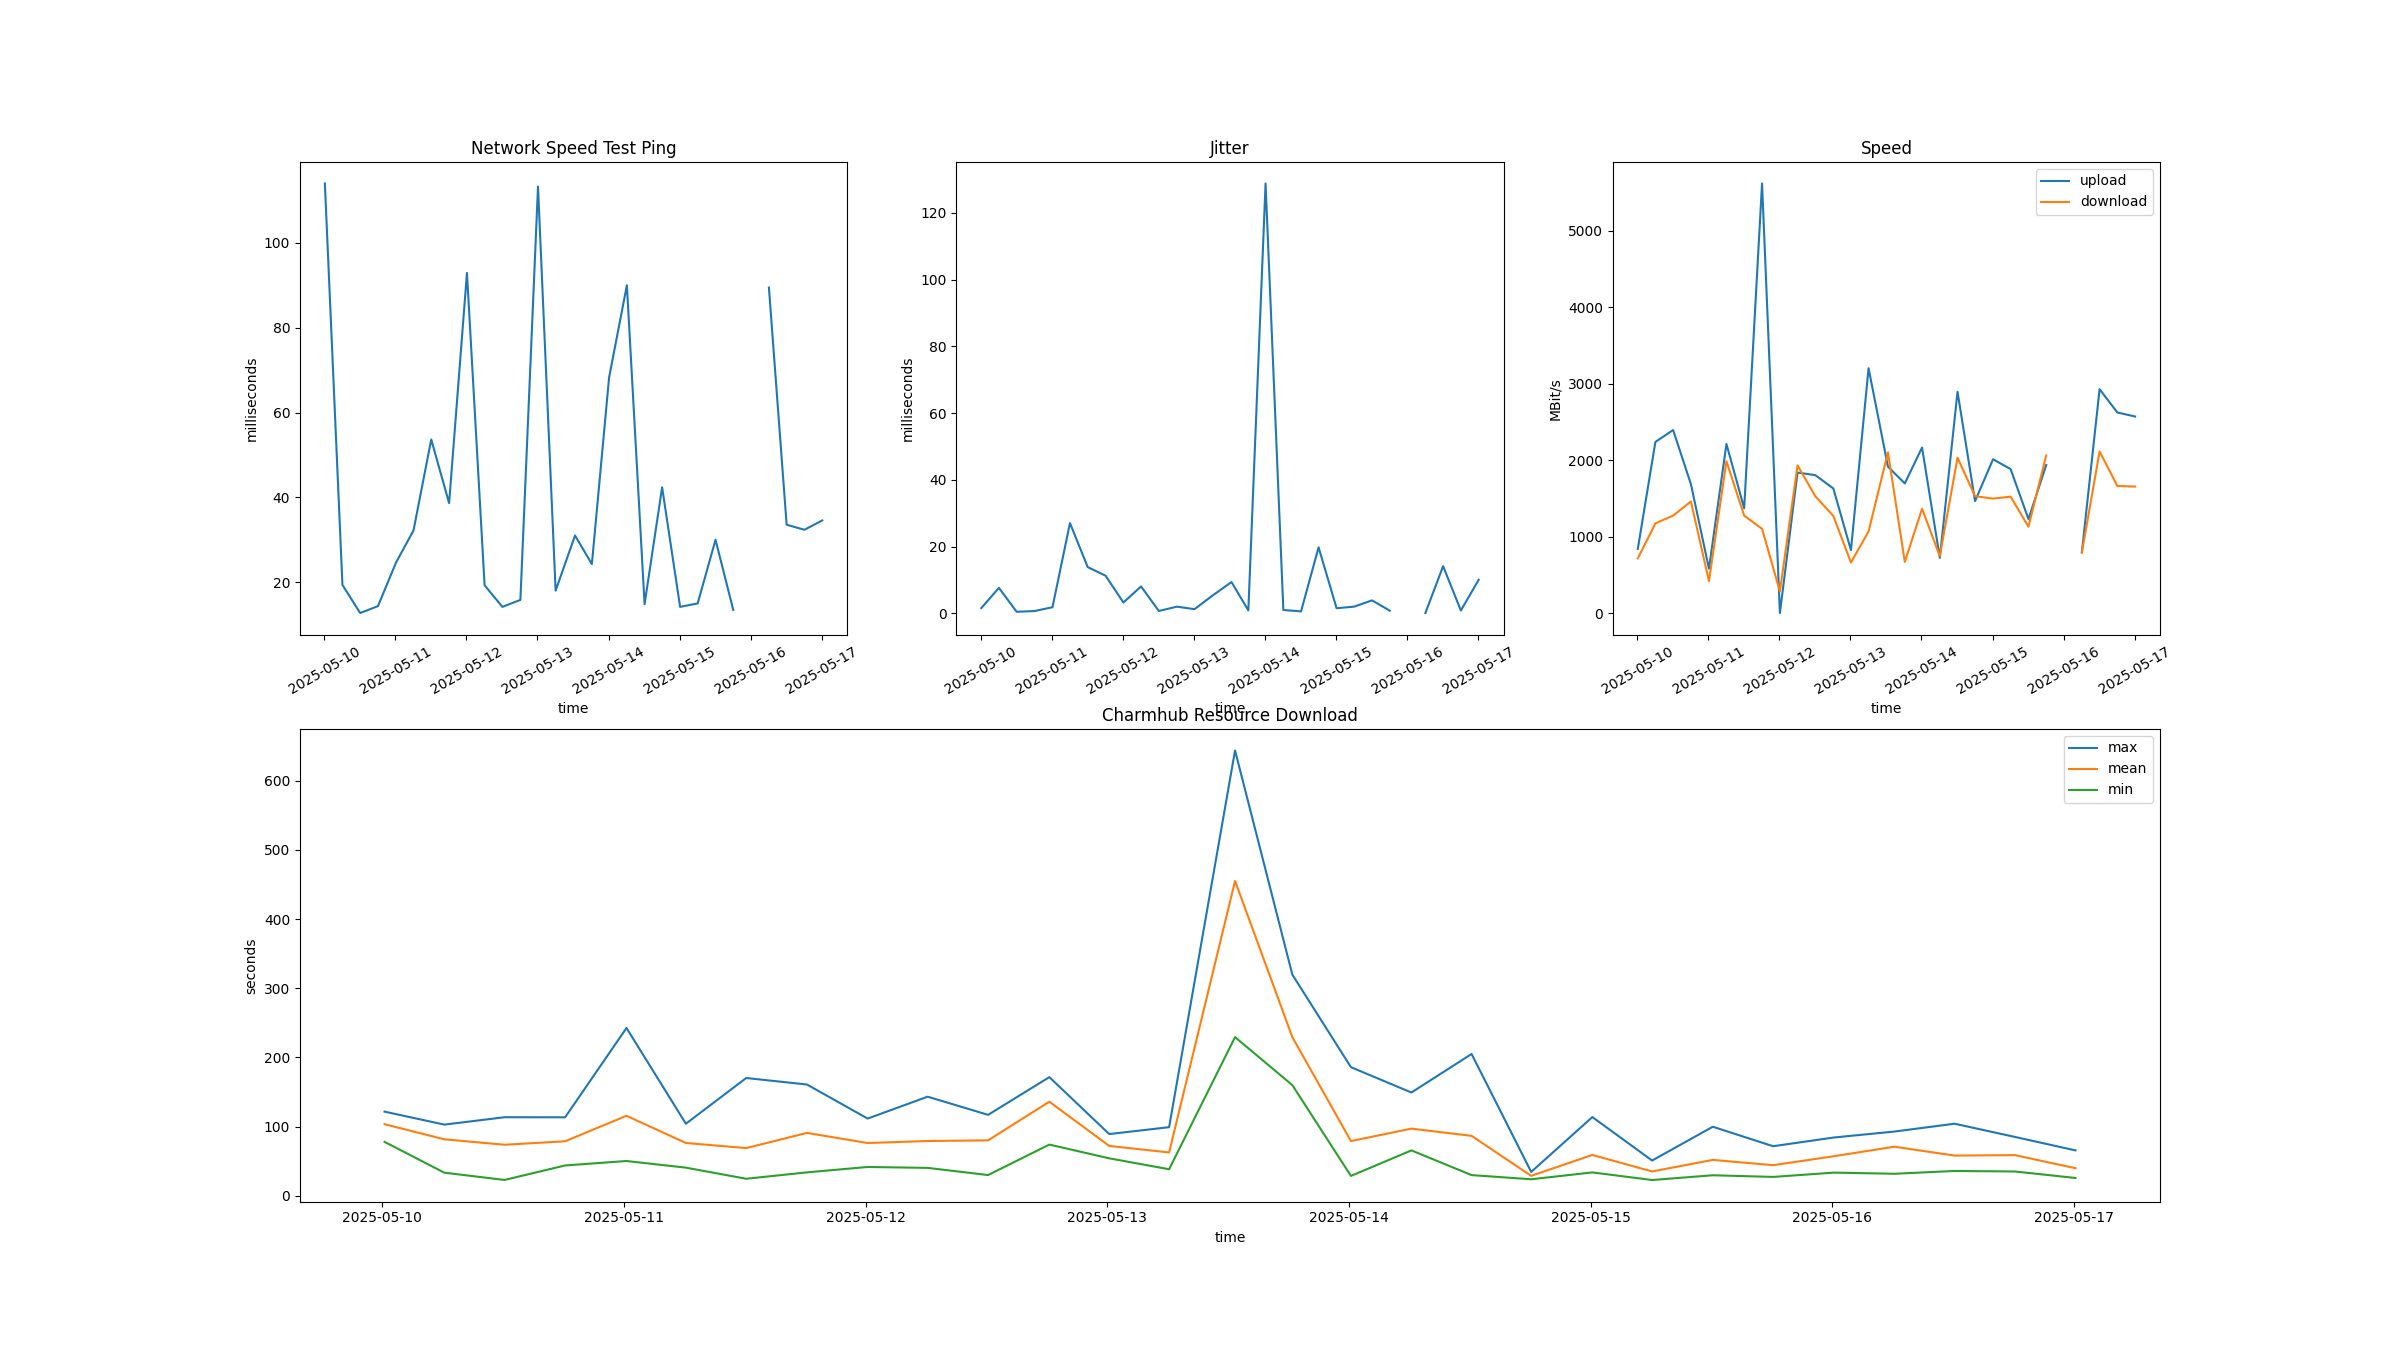 Network Speed Test Ping
milliseconds
100
80
60
40
20
2025-05-10 2025-05-11 2025-05-12 2025-05-13 2025-05-14 2025-05-15 2025-05-16 2025-05-17
time
Jitter
milliseconds
120
100
80
60
40
20
0
2025-05-10 2025-05-11 2025-05-12 2025-05-13 2025-05-14 2025-05-15 2025-05-16 2025-05-17
time
Speed
upload
download
MBit/s
5000
4000
3000
2000
1000
0
2025-05-10 2025-05-11 2025-05-12 2025-05-13 2025-05-14 2025-05-15 2025-05-16 2025-05-17
time
Charmhub Resource Download
max
mean
min
seconds
600
500
400
300
200
100
0
2025-05-10 2025-05-11 2025-05-12 2025-05-13 2025-05-14 2025-05-15 2025-05-16 2025-05-17
time